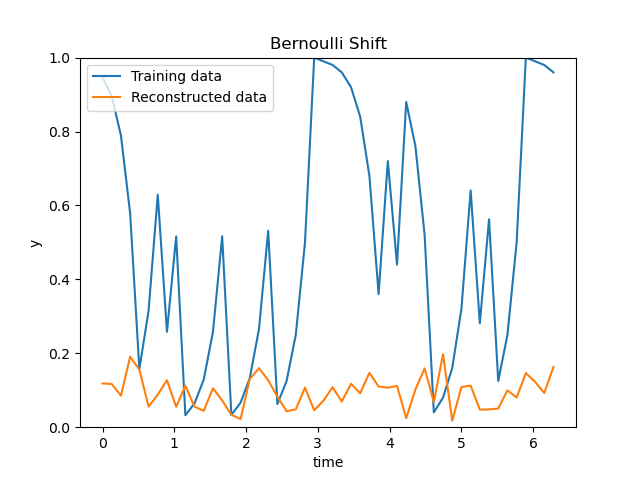 Bernoulli Shift
Training data
Reconstructed data
1.0
0.8
0.6
0.4
0.2
0.0
y
0 1 2 3 4 5 6
time